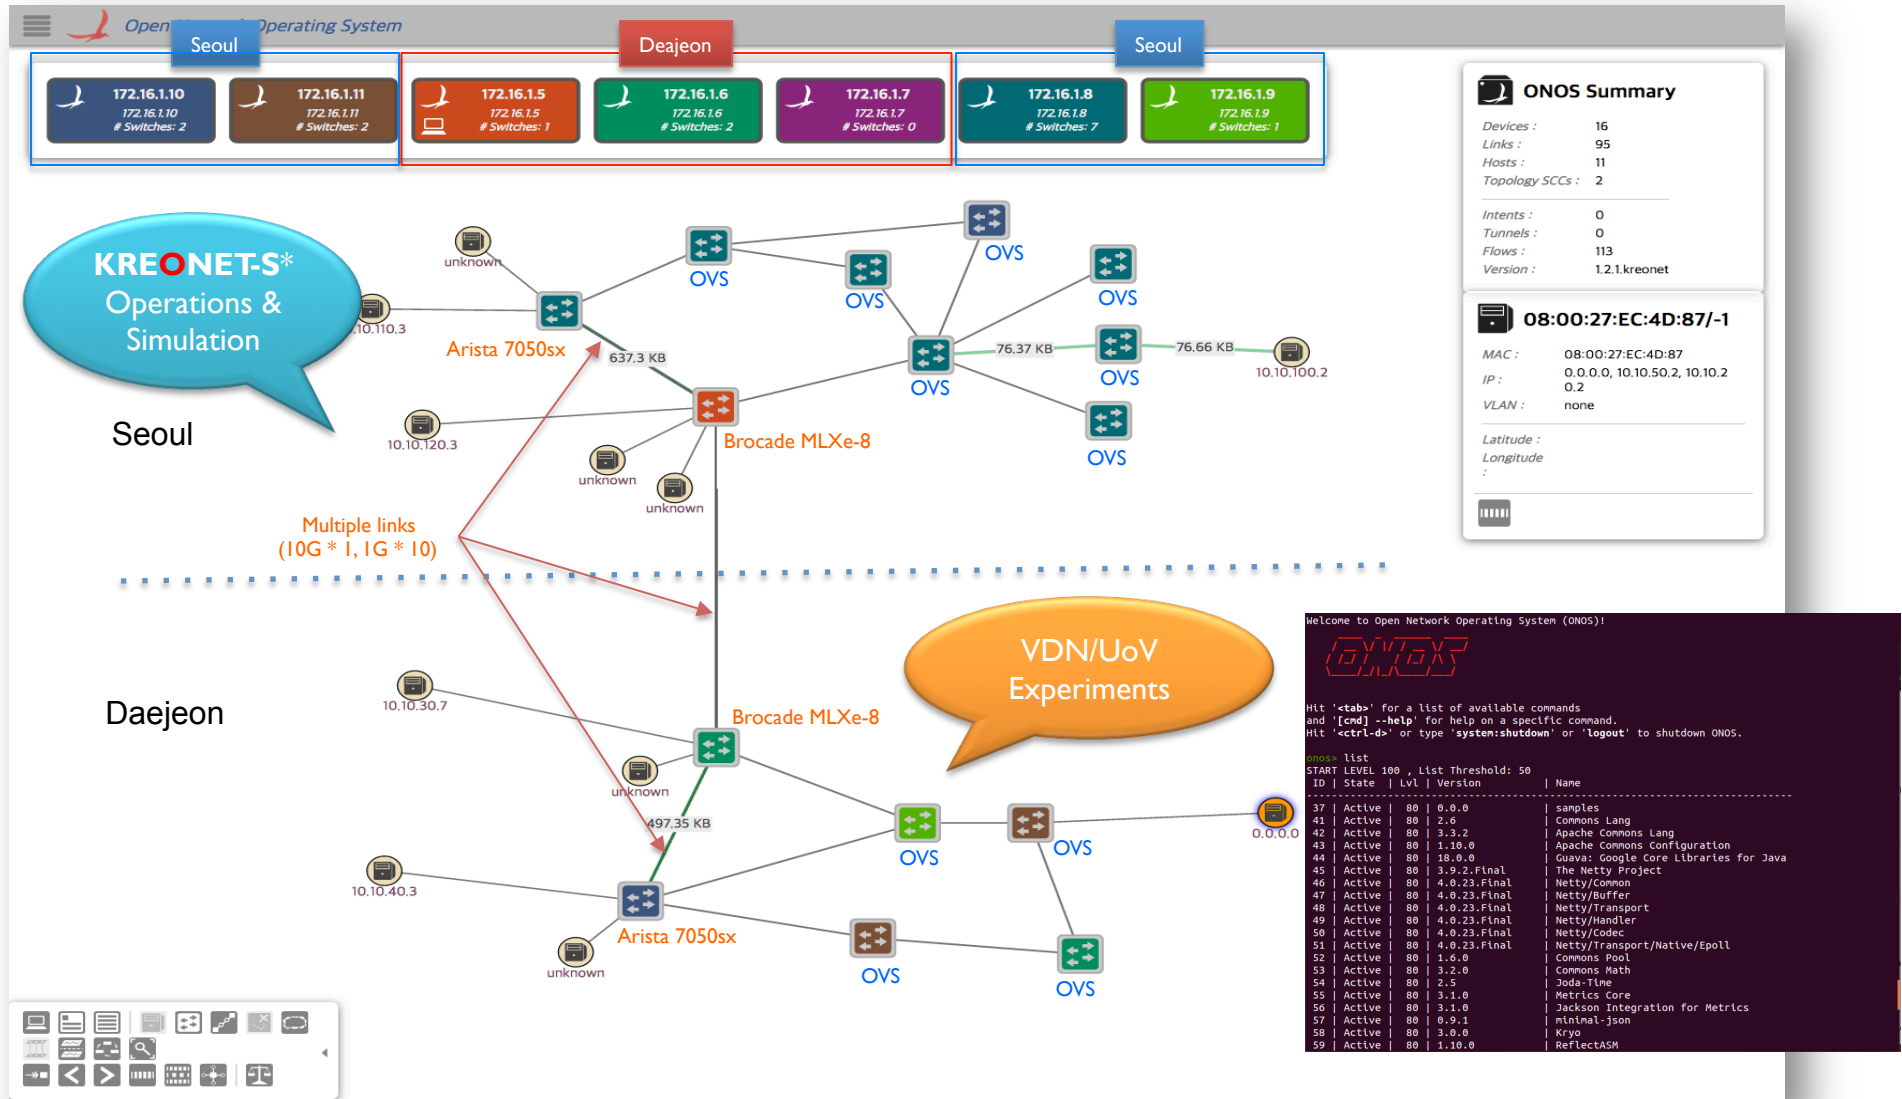 Open Network Operating System
Seoul
Deajeon
Seoul
172.16.1.10
172.16.1.10
# Switches: 2
172.16.1.11
172.16.1.11
# Switches: 2
172.16.1.5
172.16.1.5
# Switches: 1
172.16.1.6
172.16.1.6
# Switches: 2
172.16.1.7
172.16.1.7
# Switches: 0
172.16.1.8
172.16.1.8
# Switches: 7
172.16.1.9
172.16.1.9
# Switches: 1
ONOS Summary
Devices : 16
Links : 95
Hosts : 11
Topology SCCs : 2
Intents : 0
Tunnels : 0
Flows : 113
Version : 1.2.1.kreonet
08:00:27:EC:4D:87/-1
MAC : 08:00:27:EC:4D:87
IP : 0.0.0.0, 10.10.50.2, 10.10.2
0.2
VLAN : none
Latitude :
Longitude
:
KREONET-S*
Operations &
Simulation
unknown
.10.110.3
Arista 7050sx
OVS
OVS
OVS
OVS
637.3 KB
76.37 KB
76.66 KB
OVS
OVS
10.10.100.2
OVS
Seoul
10.10.120.3
Brocade MLXe-8
unknown
unknown
Multiple links
(10G * 1, 1G * 10)
Daejeon
VDN/UoV
Experiments
10.10.30.7
Brocade MLXe-8
unknown
497.35 KB
OVS
OVS
0.0.0.0
10.10.40.3
Arista 7050sx
unknown
OVS
OVS
Welcome to Open Network Operating System (ONOS)!
Hit '<tab>' for a list of available commands
and '[cmd] --help' for help on a specific command.
Hit '<ctrl-d>' or type 'system:shutdown' or 'logout' to shutdown ONOS.
onos> list
START LEVEL 100 , List Threshold: 50
ID | State | Lvl | Version | Name
37 | Active | 80 | 0.0.0 | samples
41 | Active | 80 | 2.6 | Commons Lang
42 | Active | 80 | 3.3.2 | Apache Commons Lang
43 | Active | 80 | 1.10.0 | Apache Commons Configuration
44 | Active | 80 | 18.0.0 | Guava: Google Core Libraries for Java
45 | Active | 80 | 3.9.2.Final | The Netty Project
46 | Active | 80 | 4.0.23.Final | Netty/Common
47 | Active | 80 | 4.0.23.Final | Netty/Buffer
48 | Active | 80 | 4.0.23.Final | Netty/Transport
49 | Active | 80 | 4.0.23.Final | Netty/Handler
50 | Active | 80 | 4.0.23.Final | Netty/Codec
51 | Active | 80 | 4.0.23.Final | Netty/Transport/Native/Epoll
52 | Active | 80 | 1.6.0 | Commons Pool
53 | Active | 80 | 3.2.0 | Commons Math
54 | Active | 80 | 2.5 | Joda-Time
55 | Active | 80 | 3.1.0 | Metrics Core
56 | Active | 80 | 3.1.0 | Jackson Integration for Metrics
57 | Active | 80 | 0.9.1 | minimal-json
58 | Active | 80 | 3.0.0 | Kryo
59 | Active | 80 | 1.10.0 | ReflectASM